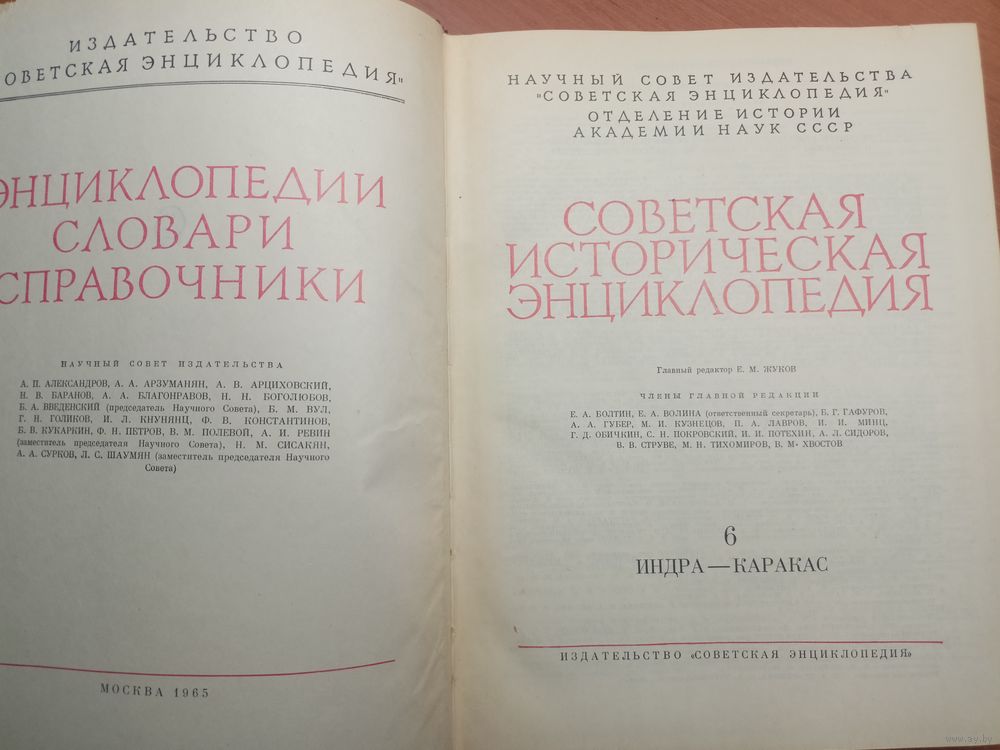 ИЗДАТЕЛЬСТВО
СОВЕТСКАЯ ЭНЦИКЛОПЕДИЯ"
ЭНЦИКЛОПЕДИИ
СЛОВАРИ
СПРАВОЧНИКИ
НАУЧНЫЙ СОВЕТ ИЗДАТЕЛЬСТВА
А. П. АЛЕКСАНДРОВ, А. А. АРЗУМАНЯН, А. В. АРЦИХОВСКИЙ,
Н. В. БАРАНОВ, А. А. БЛАГОНРАВОВ, Н. Н. БОГОЛЮБОВ,
Б. А. ВВЕДЕНСКИЙ (председатель Научного Совета), Б. М. ВУЛ,
Г. Н. ГОЛИКОВ, И. Л. КНУНЯНЦ, Ф. В. КОНСТАНТИНОВ,
Б. В. КУКАРКИН, Ф. Н. ПЕТРОВ, В. М. ПОЛЕВОЙ, А. И. РЕВИН
(заместитель председателя Научного Совета), Н. М. СИСАКЯН,
А. А. СУРКОВ, Л. С. ШАУМЯН (заместитель председателя Научного
Совета)
МОСКВА 1965
НАУЧНЫЙ СОВЕТ ИЗДАТЕЛЬСТВА
"СОВЕТСКАЯ ЭНЦИКЛОПЕДИЯ"
ОТДЕЛЕНИЕ ИСТОРИИ
АКАДЕМИИ НАУК СССР
СОВЕТСКАЯ
ИСТОРИЧЕСКАЯ
ЭНЦИКЛОПЕДИЯ
Главный редактор Е. М. ЖУКОВ
ЧЛЕНЫ ГЛАВНОЙ РЕДАКЦИИ
Е. А. БОЛТИН, Е. А. ВОЛИНА (ответственный секретарь), Б. Г. ГАФУРОВ,
А. А. ГУБЕР, М. И. КУЗНЕЦОВ, П. А. ЛАВРОВ, И. И. МИНЦ,
Г. Д. ОБИЧКИН, С. Н. ПОКРОВСКИЙ, И. И. ПОТЕХИН, А. Л. СИДОРОВ,
В. В. СТРУВЕ, М. Н. ТИХОМИРОВ, В. М. ХВОСТОВ
6
ИНДРА — КАРАКАС
ИЗДАТЕЛЬСТВО «СОВЕТСКАЯ ЭНЦИКЛОПЕДИЯ»
www.ay.by